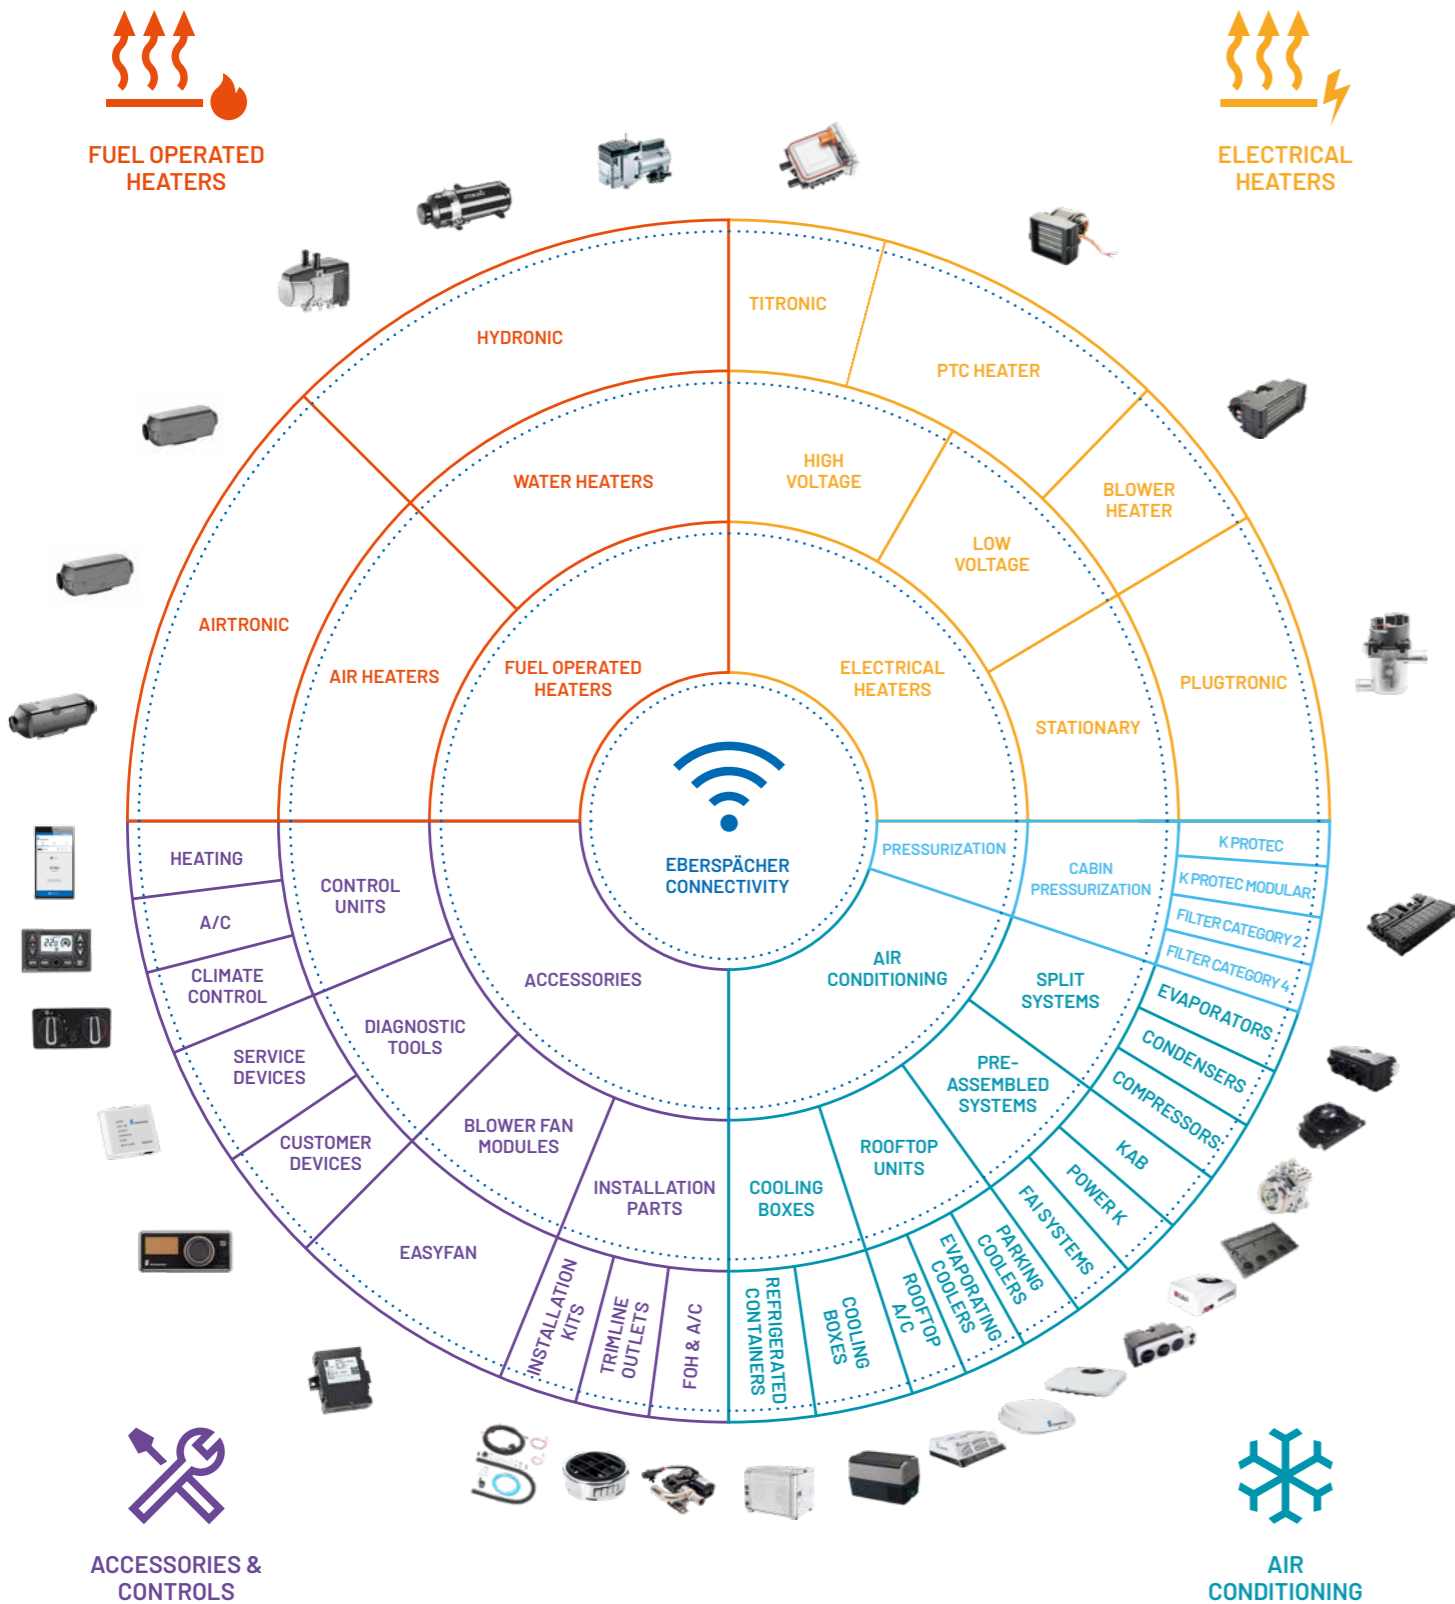 FUEL OPERATED
HEATERS
ELECTRICAL
HEATERS
TITRONIC
HYDRONIC
PTC HEATER
HIGH
VOLTAGE
WATER HEATERS
BLOWER
HEATER
LOW
VOLTAGE
AIRTRONIC
AIR HEATERS
FUEL OPERATED
HEATERS
ELECTRICAL
HEATERS
PLUGTRONIC
STATIONARY
EBERSPÄCHER
CONNECTIVITY
PRESSURIZATION
CABIN
PRESSURIZATION
K PROTEC
K PROTEC MODULAR
FILTER CATEGORY 2
FILTER CATEGORY 4
HEATING
A/C
CLIMATE
CONTROL
CONTROL
UNITS
ACCESSORIES
AIR
CONDITIONING
SPLIT
SYSTEMS
EVAPORATORS
CONDENSERS
COMPRESSORS
SERVICE
DEVICES
DIAGNOSTIC
TOOLS
PRE-
ASSEMBLED
SYSTEMS
KAB
POWER K
FAI SYSTEMS
CUSTOMER
DEVICES
BLOWER FAN
MODULES
INSTALLATION
PARTS
COOLING
BOXES
ROOFTOP
UNITS
PARKING
COOLERS
EVAPORATING
COOLERS
ROOFTOP
A/C
EASYFAN
INSTALLATION
KITS
TRIMLINE
OUTLETS
FOH & A/C
REFRIGERATED
CONTAINERS
COOLING
BOXES
ACCESSORIES &
CONTROLS
AIR
CONDITIONING